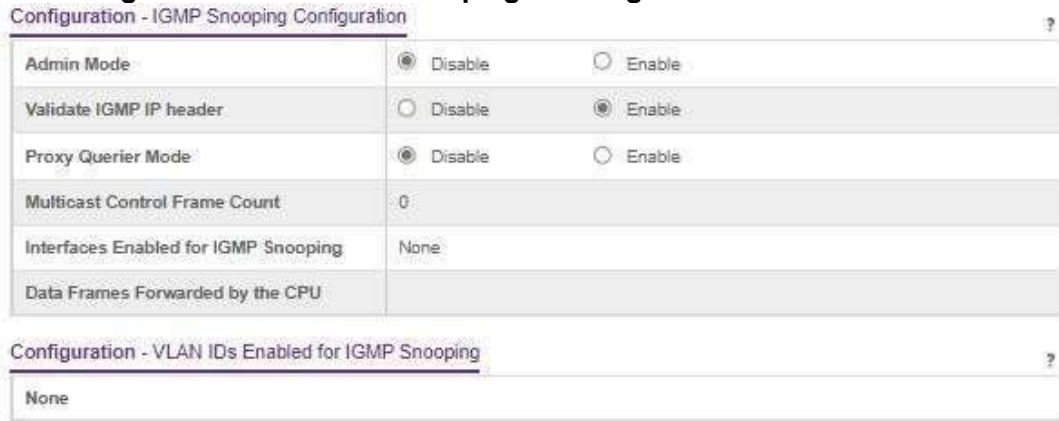 Configuration - IGMP Snooping Configuration
?
Admin Mode Disable Enable
Validate IGMP IP header Disable Enable
Proxy Querier Mode Disable Enable
Multicast Control Frame Count 0
Interfaces Enabled for IGMP Snooping None
Data Frames Forwarded by the CPU
Configuration - VLAN IDs Enabled for IGMP Snooping
?
None